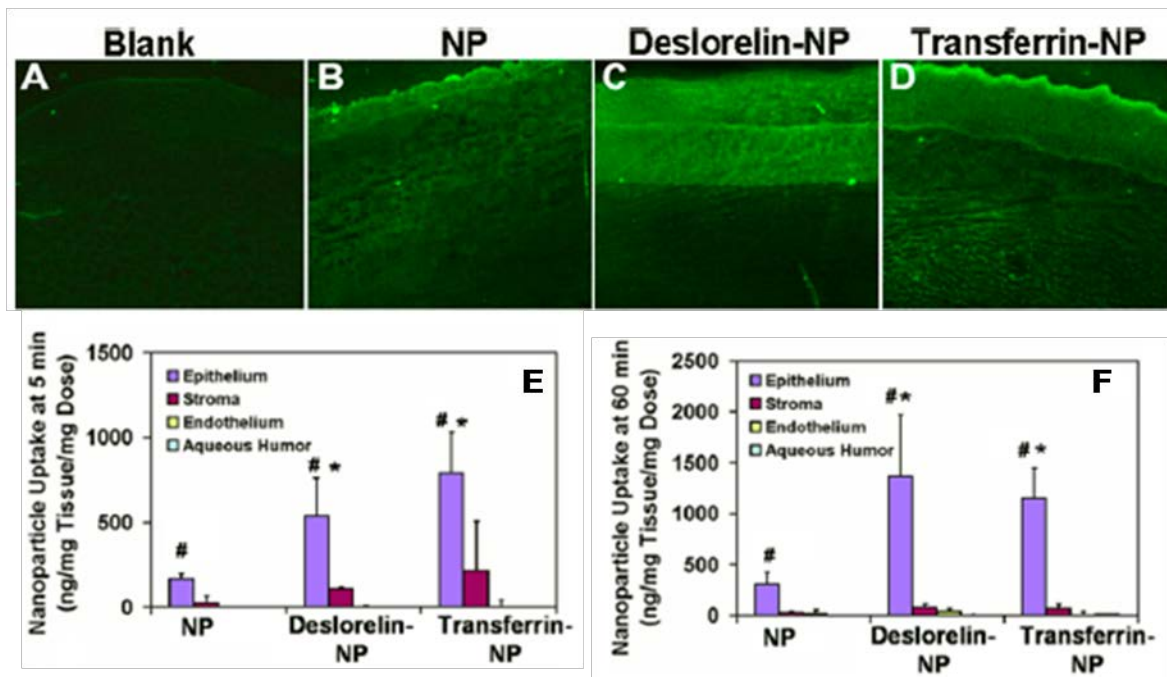 Blank NP Deslorelin-NP Transferrin-NP
A B C D
Nanoparticle Uptake at 5 min
(ng/mg Tissue/mg Dose)
1500
1000
500
0
Epithelium
Stroma
Endothelium
Aqueous Humor
E
#
# *
# *
NP Deslorelin- Transferrin-
NP NP
Nanoparticle Uptake at 60 min
(ng/mg Tissue/mg Dose)
2500
2000
1500
1000
500
0
Epithelium
Stroma
Endothelium
Aqueous Humor
F
#
#*
# *
NP Deslorelin- Transferrin-
NP NP